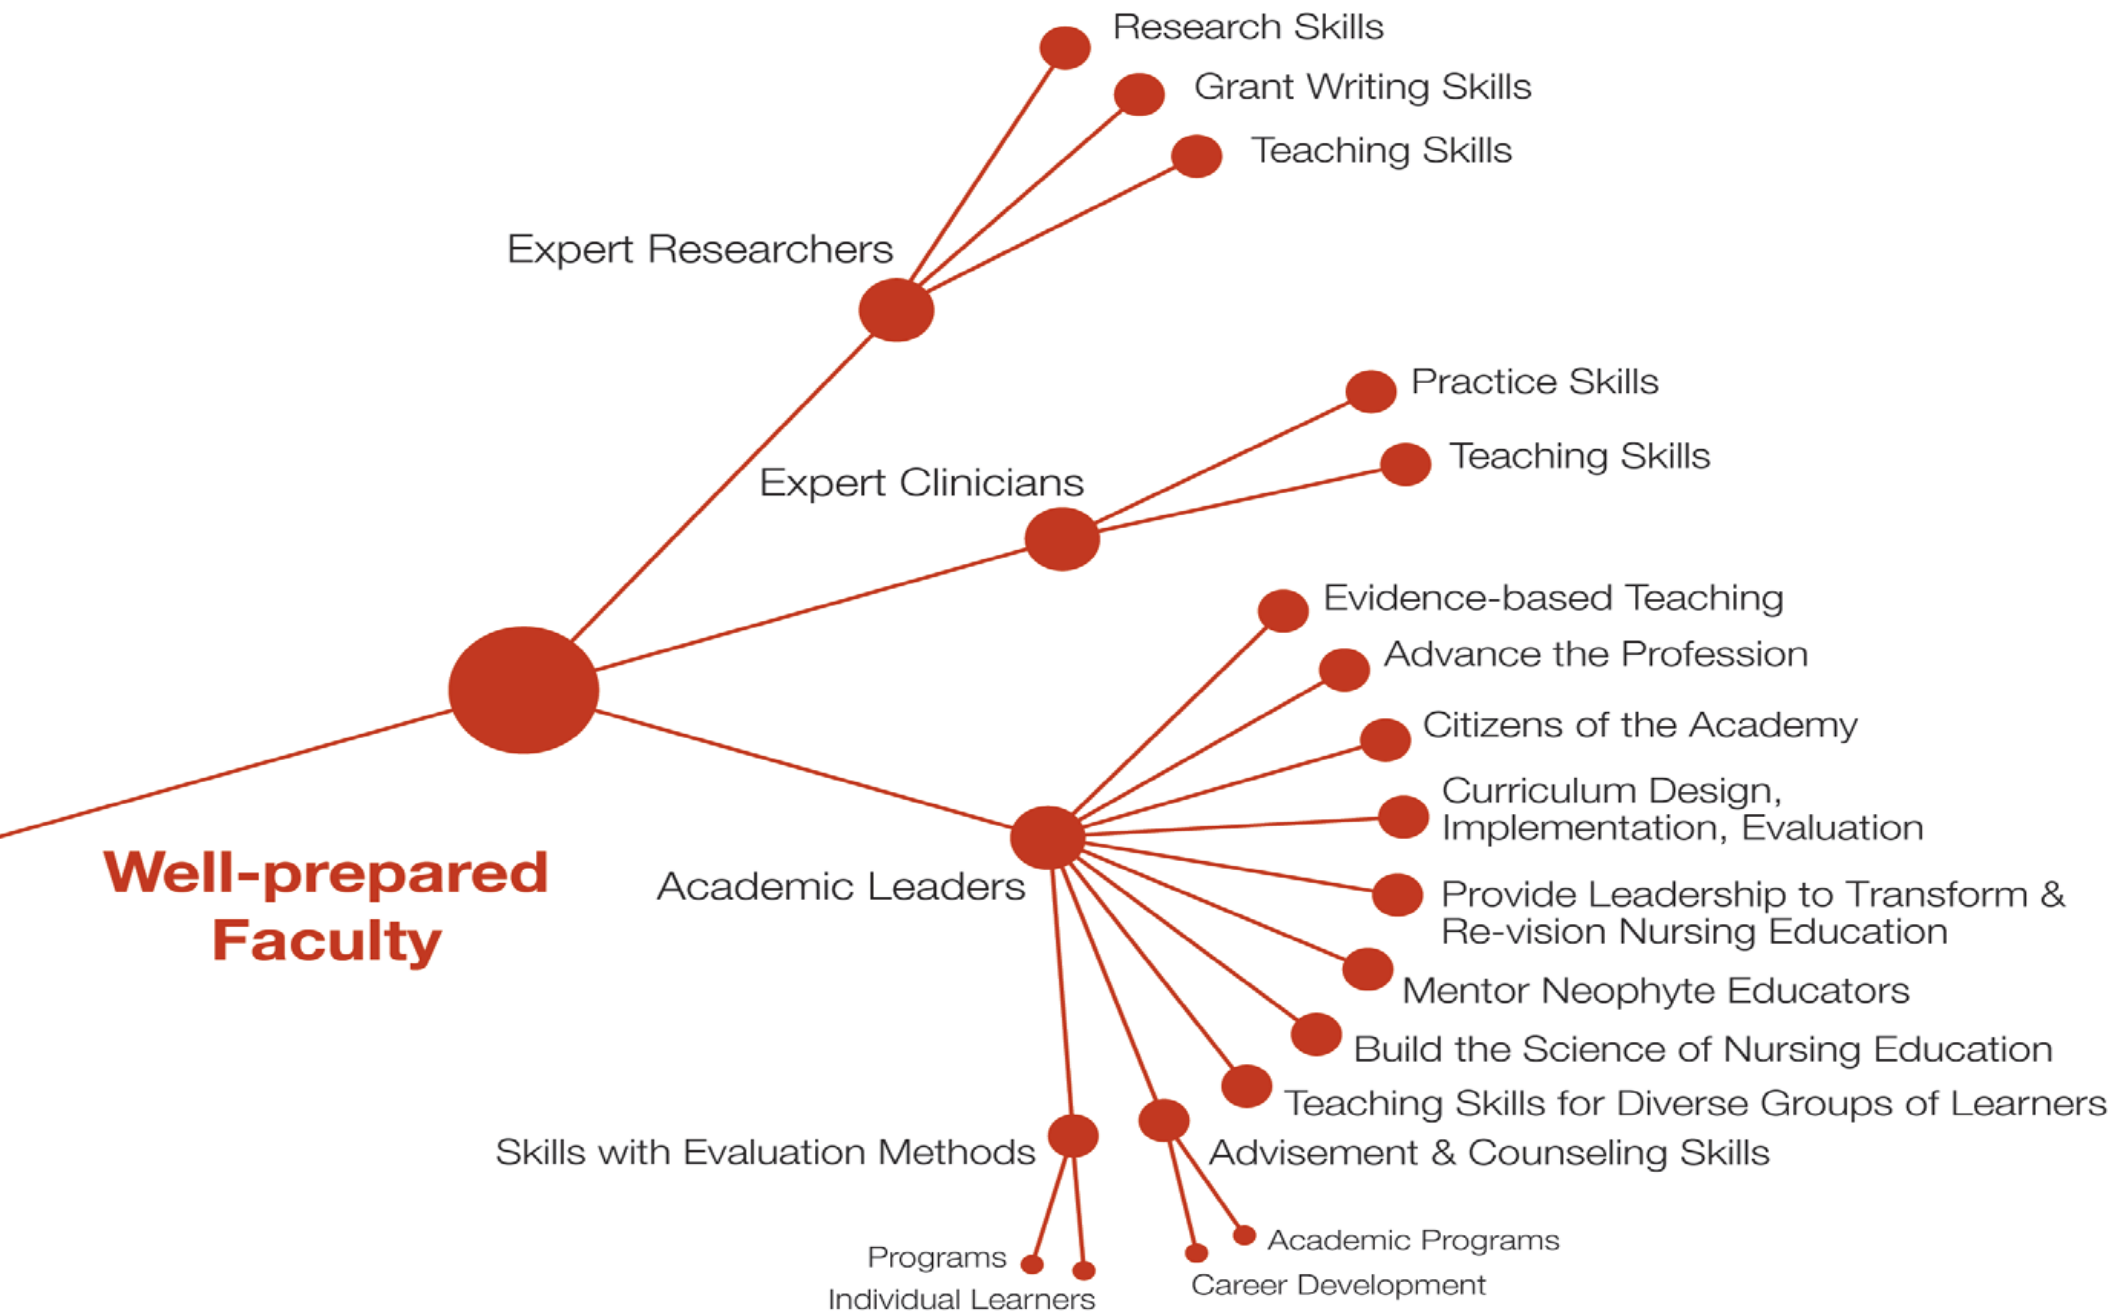 Research Skills
Grant Writing Skills
Teaching Skills
Expert Researchers
Practice Skills
Teaching Skills
Expert Clinicians
Evidence-based Teaching
Advance the Profession
Citizens of the Academy
Curriculum Design,
Implementation, Evaluation
Well-prepared
Faculty
Academic Leaders
Provide Leadership to Transform &
Re-vision Nursing Education
Mentor Neophyte Educators
Build the Science of Nursing Education
Teaching Skills for Diverse Groups of Learners
Skills with Evaluation Methods
Advisement & Counseling Skills
Programs
Individual Learners
Academic Programs
Career Development